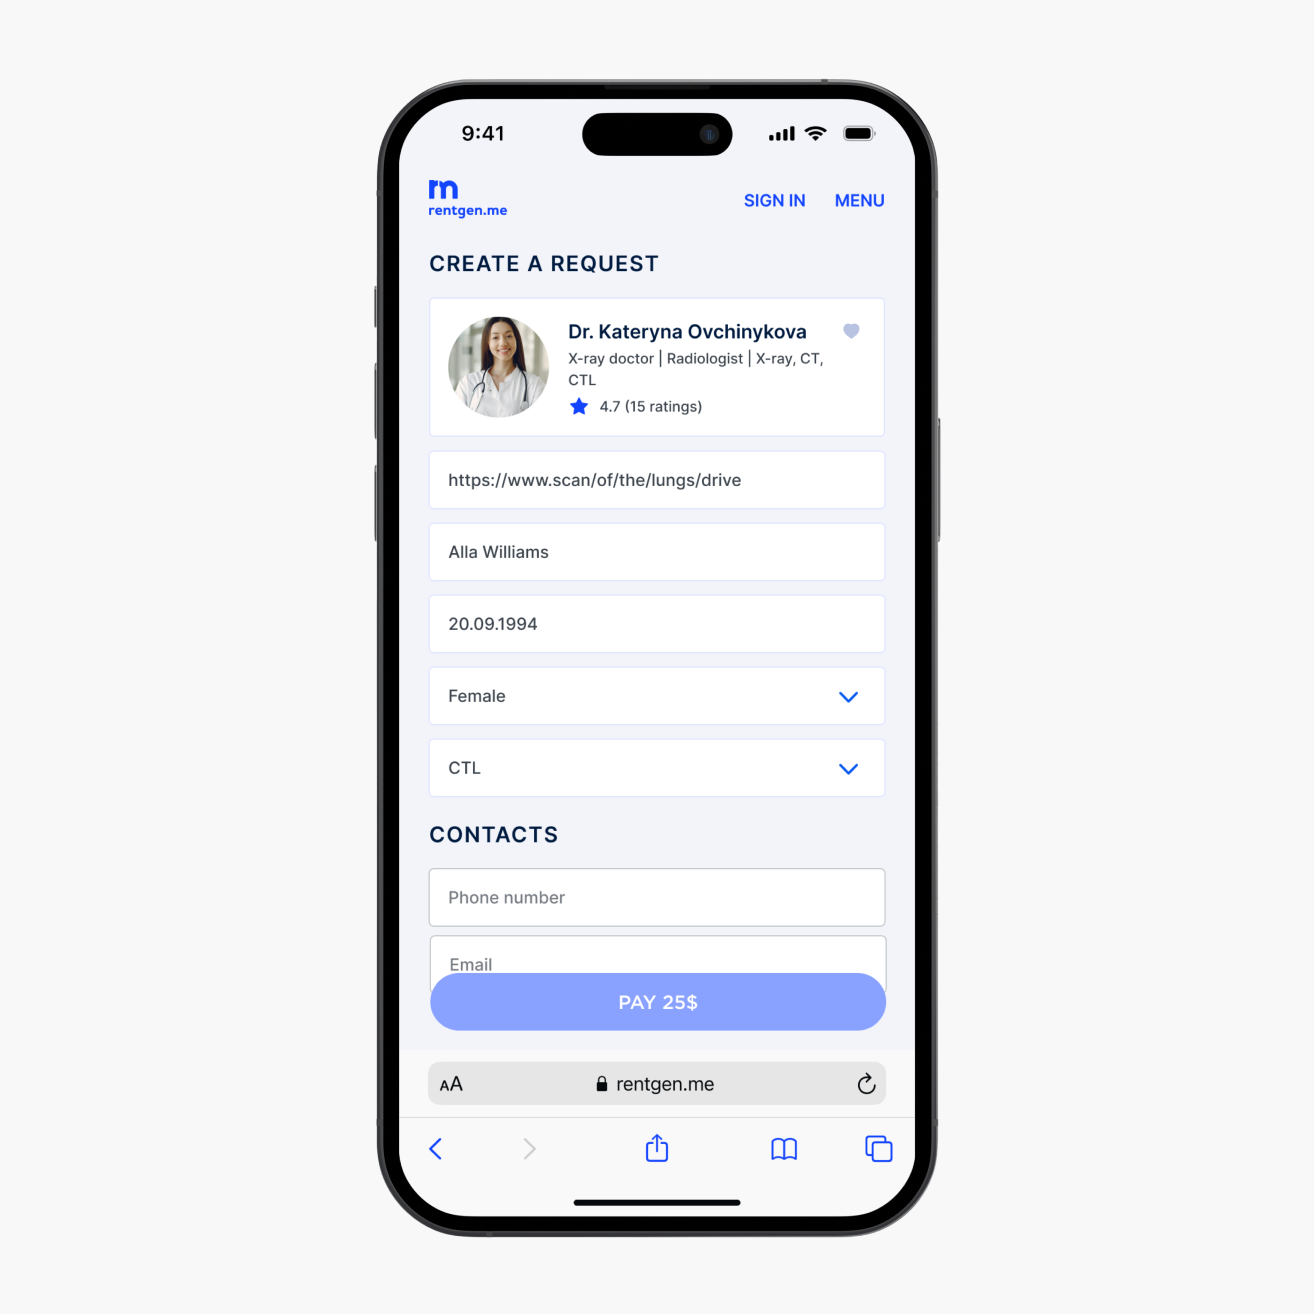 9:41
rn
rentgen.me
SIGN IN
MENU
CREATE A REQUEST
Dr. Kateryna Ovchinykova
X-ray doctor | Radiologist | X-ray, CT,
CTL
4.7 (15 ratings)
https://www.scan/of/the/lungs/drive
Alla Williams
20.09.1994
Female
CTL
CONTACTS
Phone number
Email
PAY 25$
AA
rentgen.me